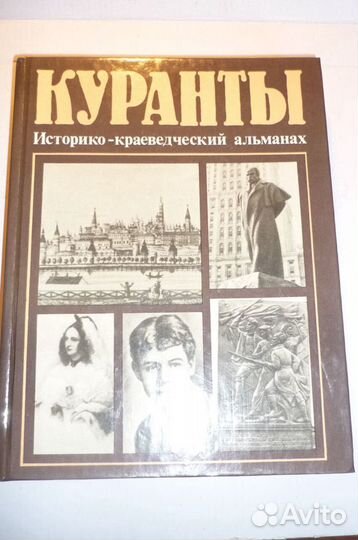 КУРАНТЫ
Историко-краеведческий альманах
Avito